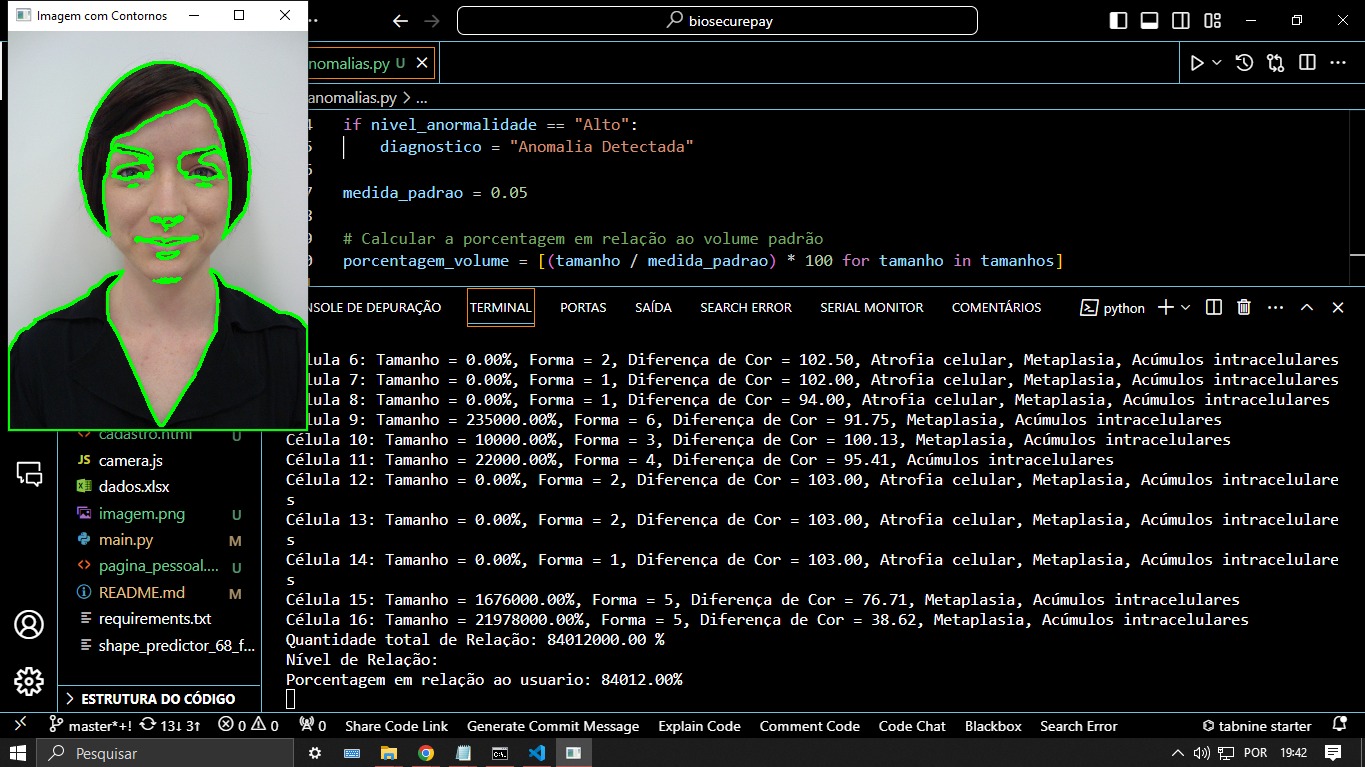 Imagem com Contornos
biosecurepay
nomalias.py U
anomalias.py > ...
if nivel_anormalidade == "Alto":
diagnostico = "Anomalia Detectada"
medida_padrao = 0.05
# Calcular a porcentagem em relação ao volume padrão
porcentagem_volume = [(tamanho / medida_padrao) * 100 for tamanho in tamanhos]
NSOLE DE DEPURAÇÃO TERMINAL PORTAS SAÍDA SEARCH ERROR SERIAL MONITOR COMENTÁRIOS python
lula 6: Tamanho = 0.00%, Forma = 2, Diferença de Cor = 102.50, Atrofia celular, Metaplasia, Acúmulos intracelulares
lula 7: Tamanho = 0.00%, Forma = 1, Diferença de Cor = 102.00, Atrofia celular, Metaplasia, Acúmulos intracelulares
lula 8: Tamanho = 0.00%, Forma = 1, Diferença de Cor = 94.00, Atrofia celular, Metaplasia, Acúmulos intracelulares
lula 9: Tamanho = 235000.00%, Forma = 6, Diferença de Cor = 91.75, Metaplasia, Acúmulos intracelulares
Célula 10: Tamanho = 10000.00%, Forma = 3, Diferença de Cor = 100.13, Metaplasia, Acúmulos intracelulares
Célula 11: Tamanho = 22000.00%, Forma = 4, Diferença de Cor = 95.41, Acúmulos intracelulares
Célula 12: Tamanho = 0.00%, Forma = 2, Diferença de Cor = 103.00, Atrofia celular, Metaplasia, Acúmulos intracelulare
s
Célula 13: Tamanho = 0.00%, Forma = 2, Diferença de Cor = 103.00, Atrofia celular, Metaplasia, Acúmulos intracelulare
s
Célula 14: Tamanho = 0.00%, Forma = 1, Diferença de Cor = 103.00, Atrofia celular, Metaplasia, Acúmulos intracelulare
s
Célula 15: Tamanho = 1676000.00%, Forma = 5, Diferença de Cor = 76.71, Metaplasia, Acúmulos intracelulares
Célula 16: Tamanho = 21978000.00%, Forma = 5, Diferença de Cor = 38.62, Metaplasia, Acúmulos intracelulares
Quantidade total de Relação: 84012000.00 %
Nível de Relação:
Porcentagem em relação ao usuario: 84012.00%
cadastro.html U
JS camera.js
dados.xlsx
imagem.png U
main.py M
pagina_pessoal.... U
README.md M
requirements.txt
shape_predictor_68_f...
> ESTRUTURA DO CÓDIGO
master*+! 13↓ 3↑ 0 0 0 Share Code Link Generate Commit Message Explain Code Comment Code Code Chat Blackbox Search Error tabnine starter
Pesquisar POR 19:42